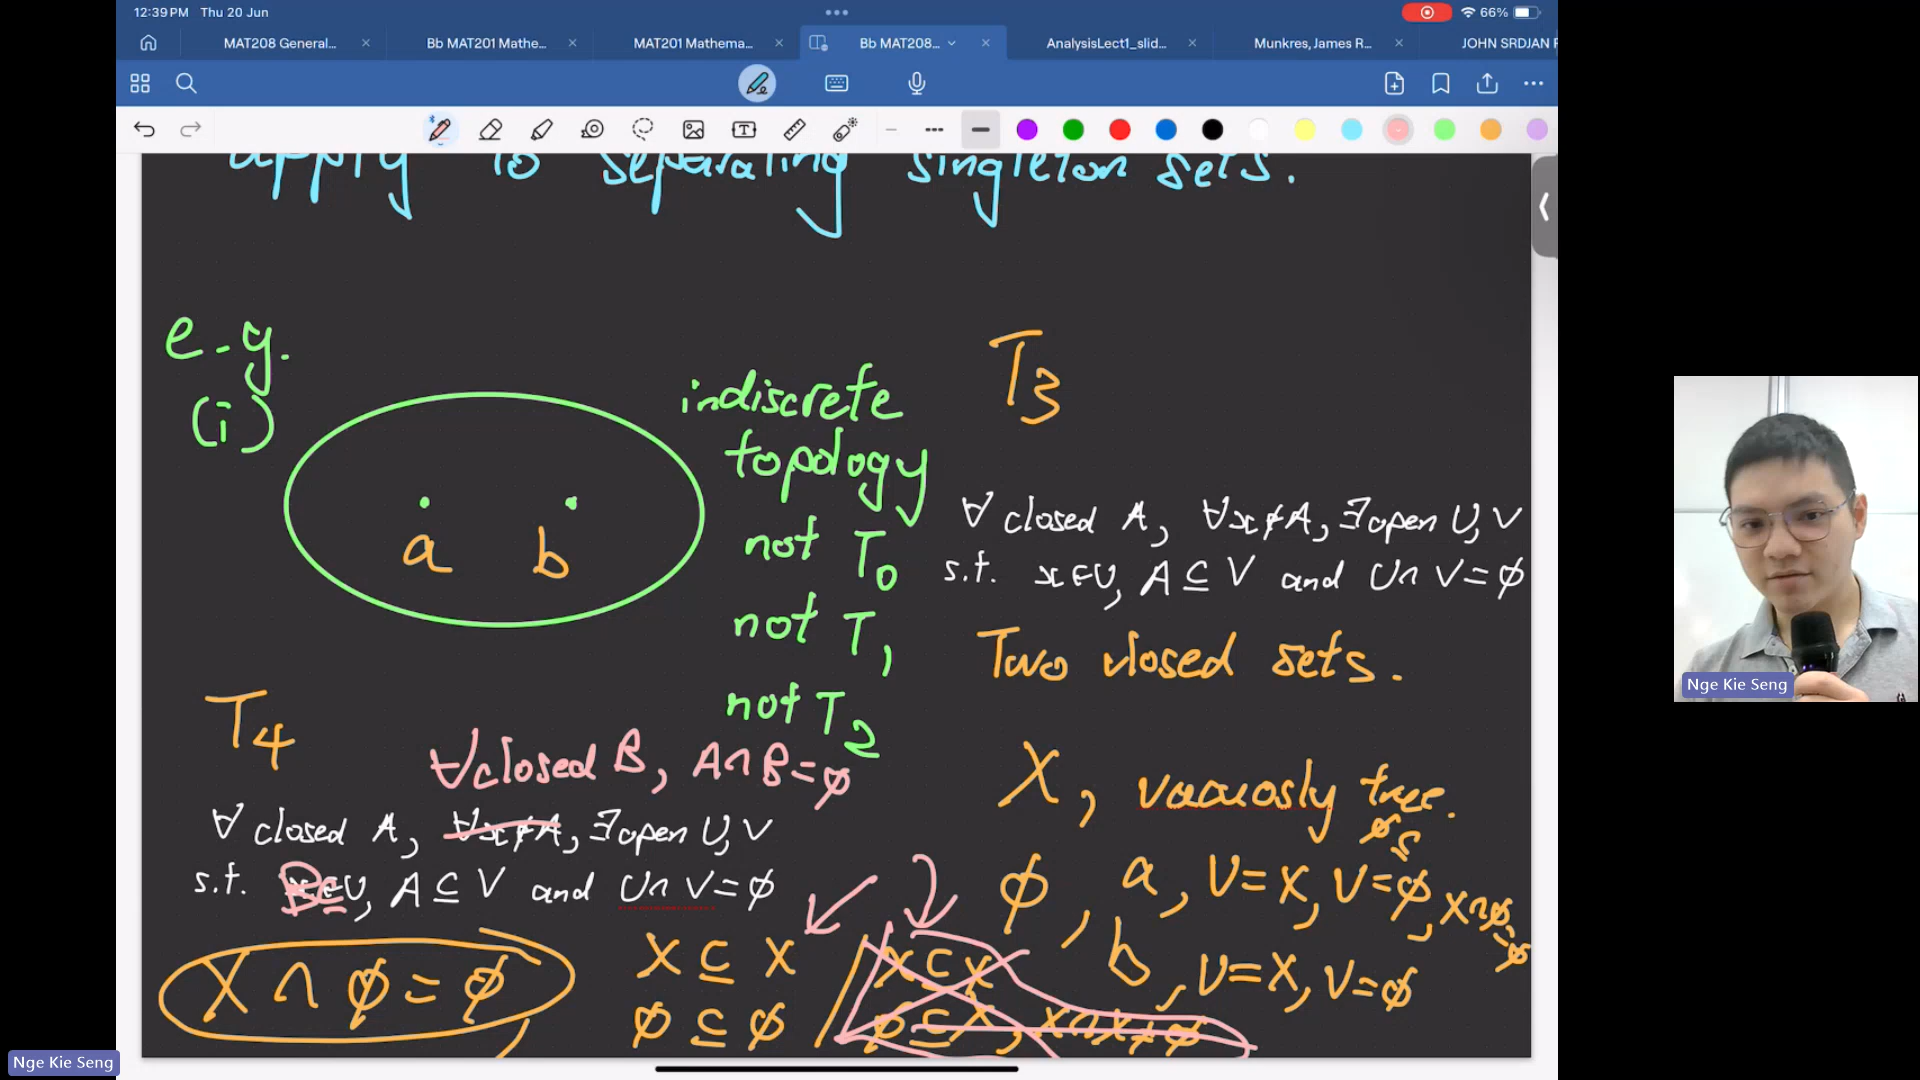 12:39 PM Thu 20 Jun
66%
MAT208 General...
Bb MAT201 Mathe...
MAT201 Mathema...
Bb MAT208...
AnalysisLect1_slid...
Munkres, James R...
JOHN SRDJAN P
apply to separating singleton sets.
e.g.
(i)
a b
indiscrete
topology
not T₀
not T₁
not T₂
T₃
∀ closed A, ∀x∉A, ∃open U, V
s.t. x∈U, A ⊆ V and U∩V=∅
Two closed sets.
X, vacuosly true.
∅, a, U=X, V=∅, X∩∅=∅
b, U=X, V=∅
T₄
∀closed B, A∩B=∅
∀ closed A, ∀x∉A, ∃open U, V
s.t. B⊆U, A ⊆ V and U∩V=∅
X ∩ ∅ = ∅
X ⊆ X
∅ ⊆ ∅
X ⊆ X
∅ ⊆ X, X∩X≠∅
Nge Kie Seng
Nge Kie Seng